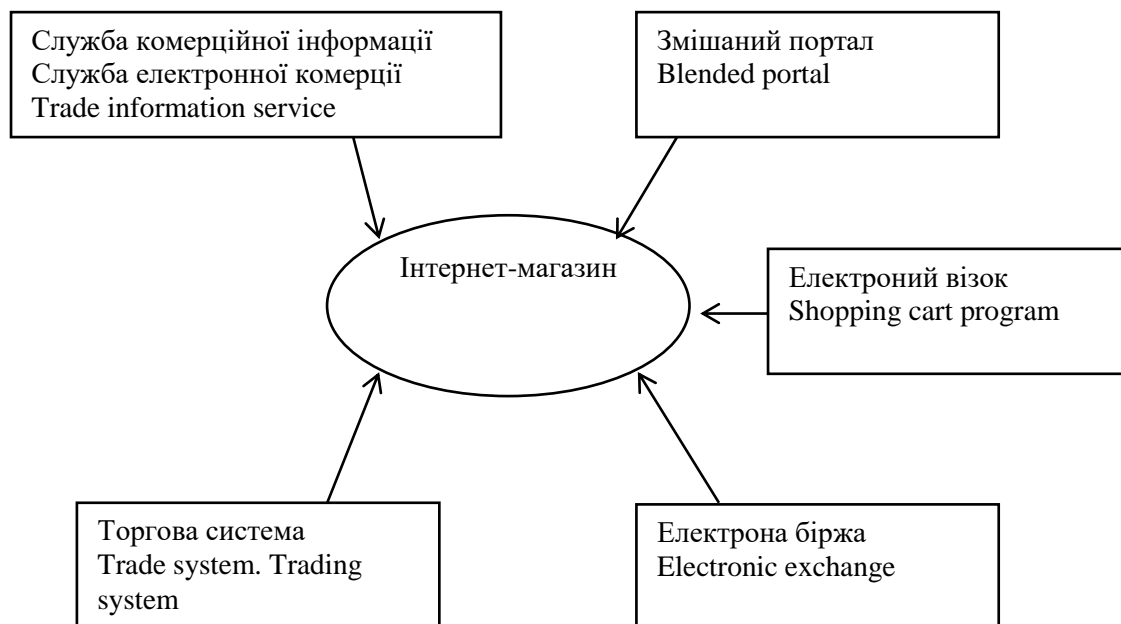 Служба комерційної інформації
Служба електронної комерції
Trade information service
Змішаний портал
Blended portal
Інтернет-магазин
Електроний візок
Shopping cart program
Торгова система
Trade system. Trading
system
Електрона біржа
Electronic exchange